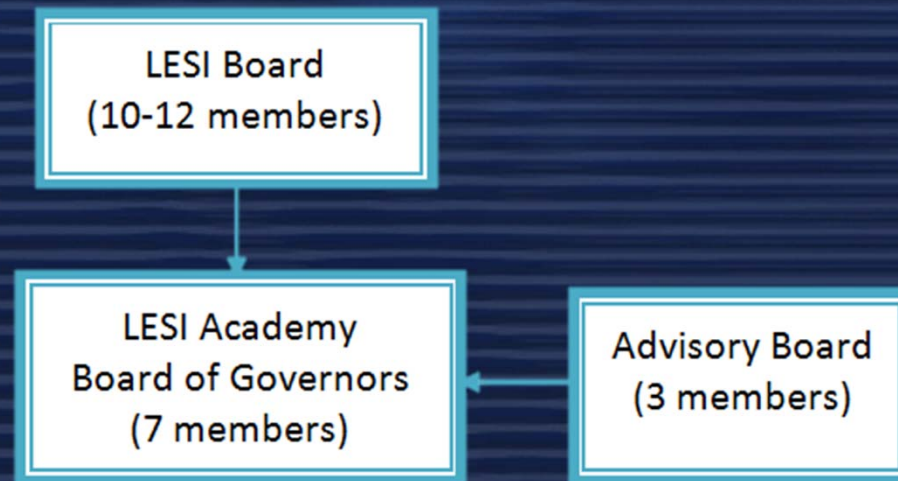 LESI Board
(10-12 members)
LESI Academy
Board of Governors
(7 members)
Advisory Board
(3 members)